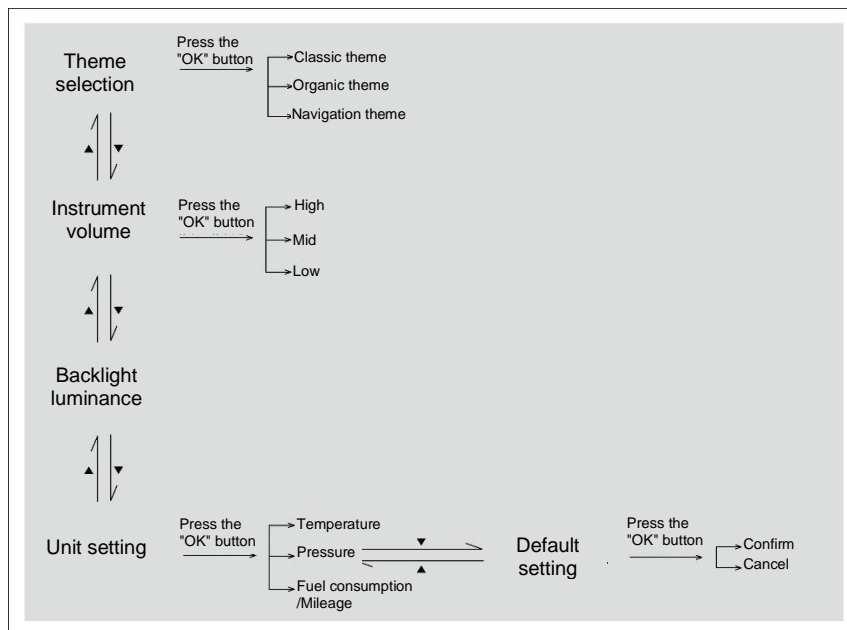 Theme
selection
Press the
"OK" button
Classic theme
Organic theme
Navigation theme
Instrument
volume
Press the
"OK" button
High
Mid
Low
Backlight
luminance
Unit setting
Press the
"OK" button
Temperature
Pressure
Fuel consumption
/Mileage
Default
setting
Press the
"OK" button
Confirm
Cancel